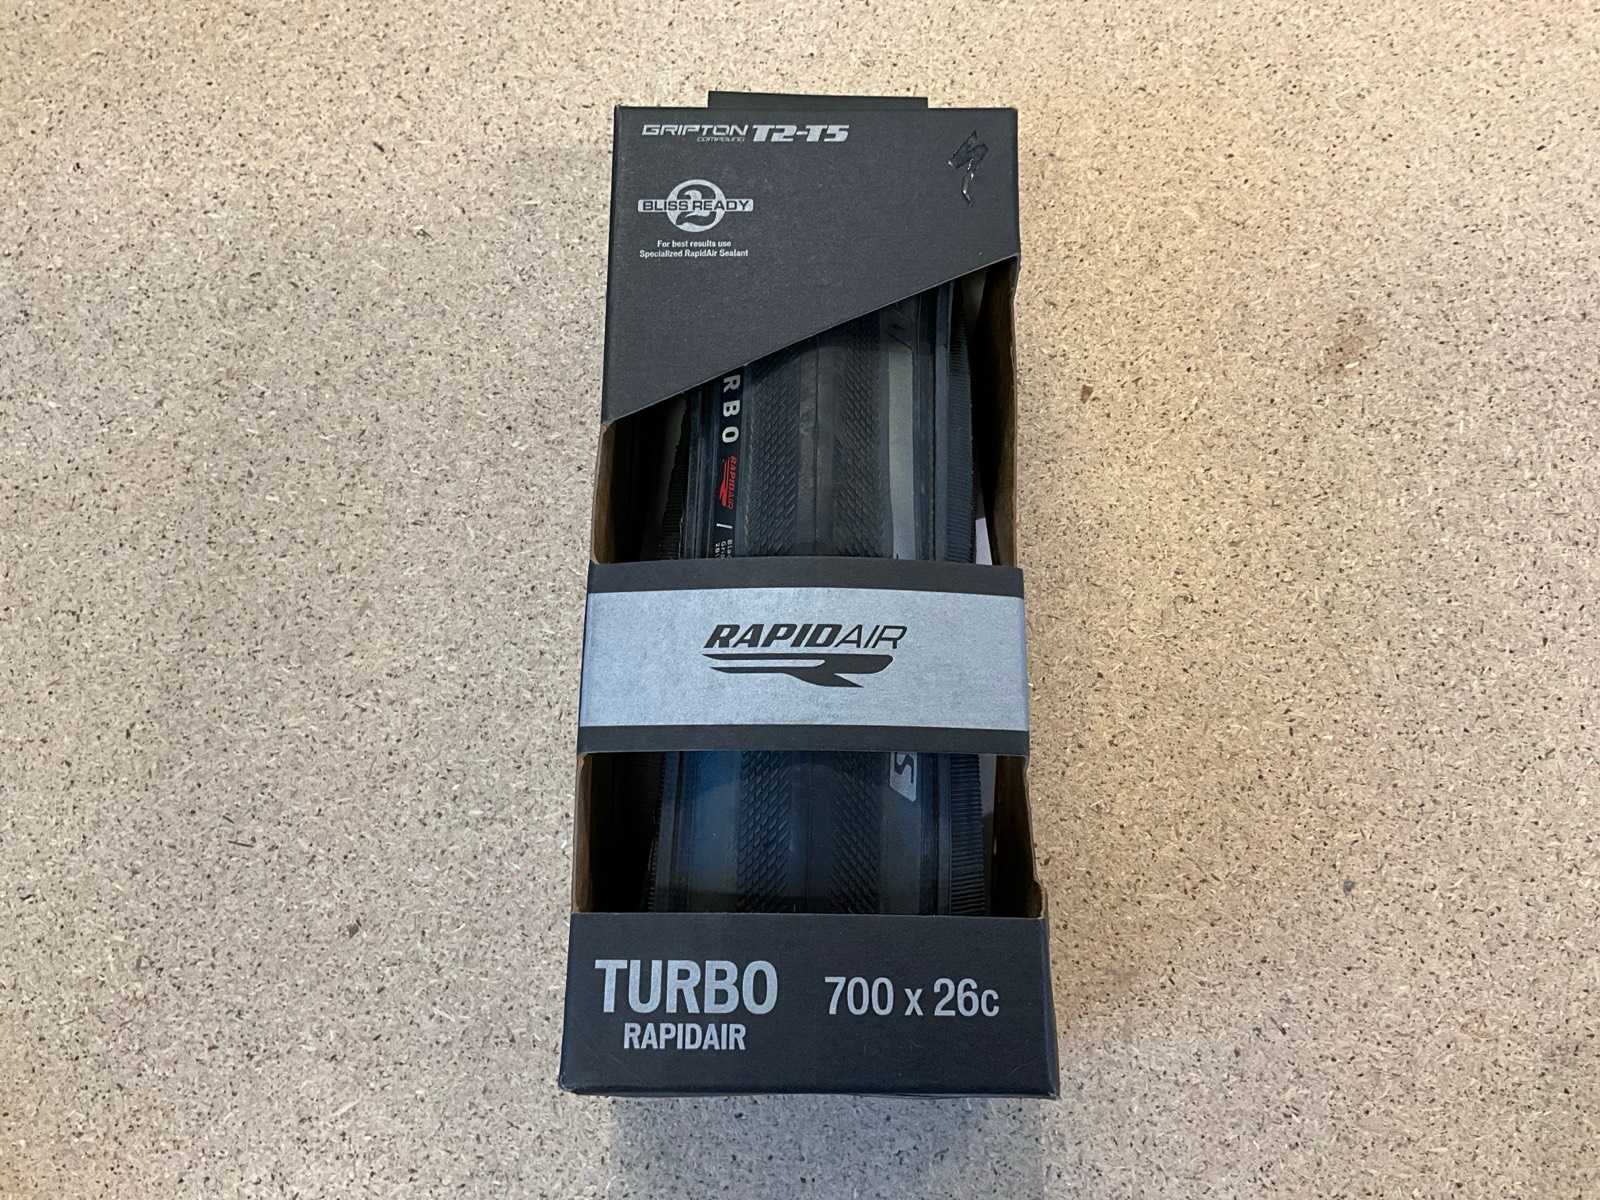 GRIPTON T2-T5
COMPOUND
2
BLISS READY
For best results use
Specialized RapidAir Sealant
RBO
RAPIDAIR
RAPIDAIR
S
TURBO 700 x 26c
RAPIDAIR